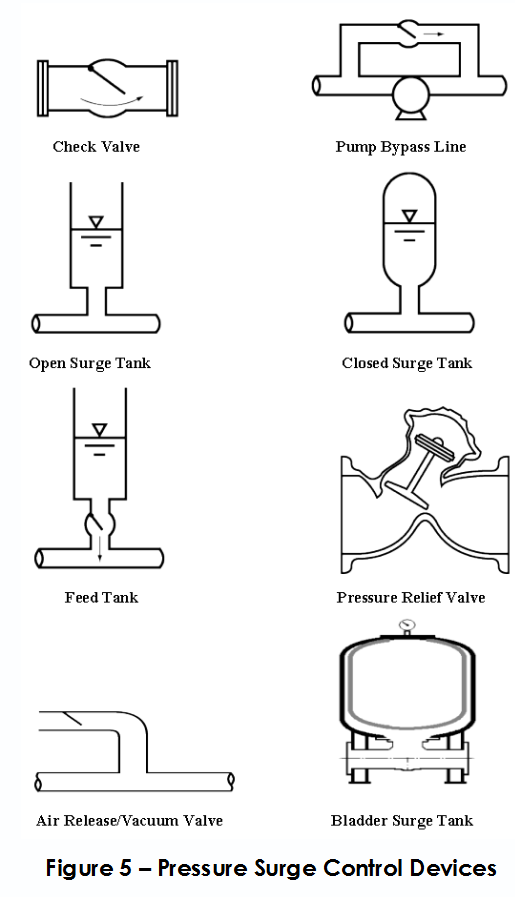 Check Valve
Pump Bypass Line
Open Surge Tank
Closed Surge Tank
Feed Tank
Pressure Relief Valve
Air Release/Vacuum Valve
Bladder Surge Tank
Figure 5 – Pressure Surge Control Devices